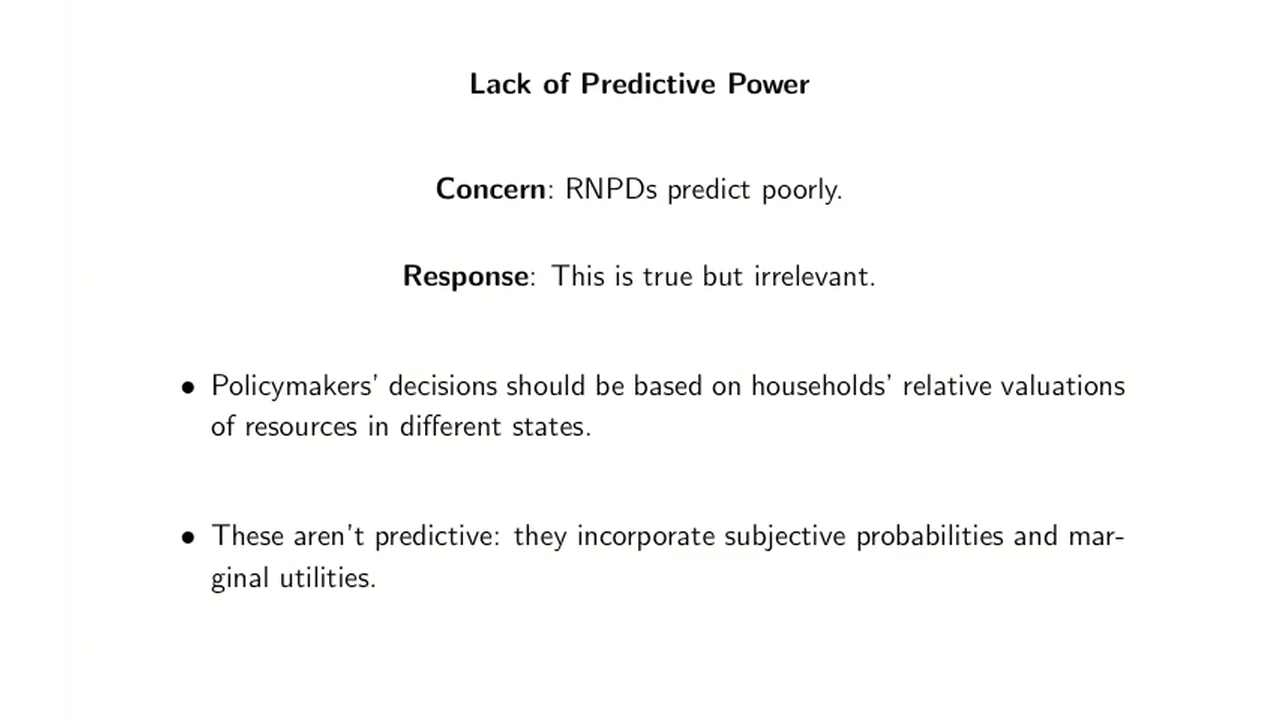 Lack of Predictive Power
Concern: RNPDs predict poorly.
Response: This is true but irrelevant.
• Policymakers' decisions should be based on households' relative valuations
of resources in different states.
• These aren't predictive: they incorporate subjective probabilities and mar-
ginal utilities.